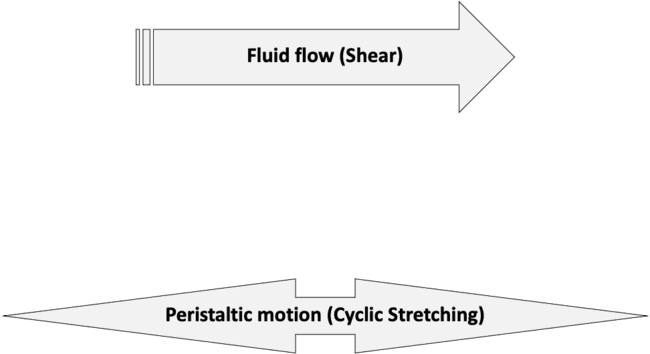 Fluid flow (Shear)
Peristaltic motion (Cyclic Stretching)